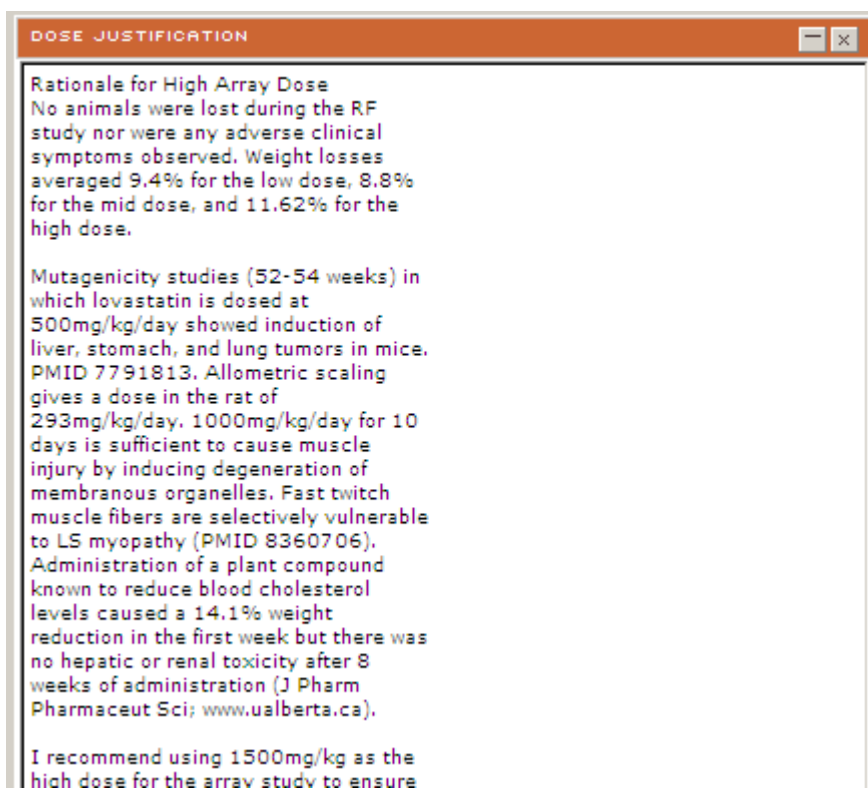 DOSE JUSTIFICATION
Rationale for High Array Dose
No animals were lost during the RF
study nor were any adverse clinical
symptoms observed. Weight losses
averaged 9.4% for the low dose, 8.8%
for the mid dose, and 11.62% for the
high dose.
Mutagenicity studies (52-54 weeks) in
which lovastatin is dosed at
500mg/kg/day showed induction of
liver, stomach, and lung tumors in mice.
PMID 7791813. Allometric scaling
gives a dose in the rat of
293mg/kg/day. 1000mg/kg/day for 10
days is sufficient to cause muscle
injury by inducing degeneration of
membranous organelles. Fast twitch
muscle fibers are selectively vulnerable
to LS myopathy (PMID 8360706).
Administration of a plant compound
known to reduce blood cholesterol
levels caused a 14.1% weight
reduction in the first week but there was
no hepatic or renal toxicity after 8
weeks of administration (J Pharm
Pharmaceut Sci; www.ualberta.ca).
I recommend using 1500mg/kg as the
high dose for the array study to ensure